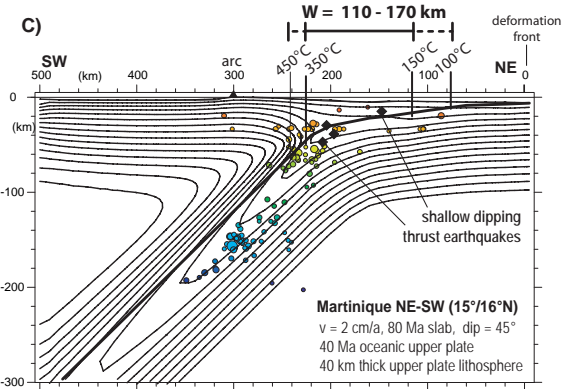 C)
W = 110 - 170 km
deformation
front
450°C
350°C
150°C
100°C
SW
(km)
arc
NE
500
400
300
200
100
0
0
(km)
-100
-200
-300
shallow dipping
thrust earthquakes
Martinique NE-SW (15°/16°N)
v = 2 cm/a, 80 Ma slab, dip = 45°
40 Ma oceanic upper plate
40 km thick upper plate lithosphere